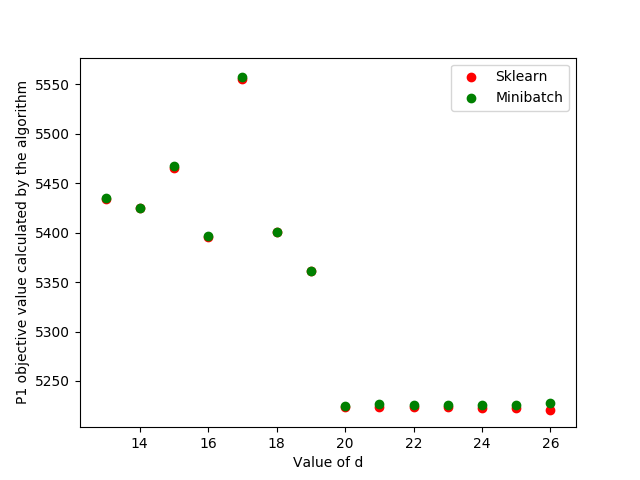 Sklearn
Minibatch
5550
5500
5450
5400
5350
5300
5250
P1 objective value calculated by the algorithm
14 16 18 20 22 24 26
Value of d